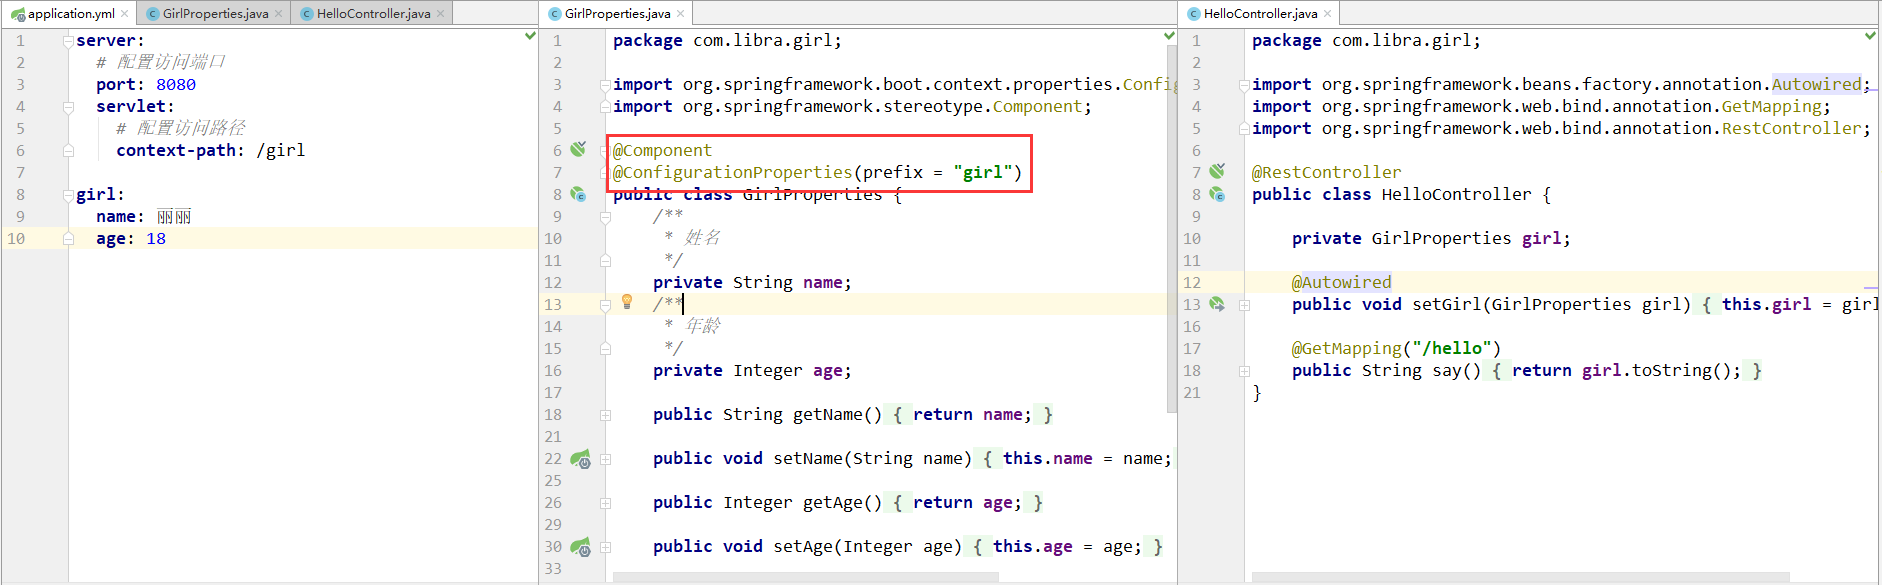 application.yml
GirlProperties.java
HelloController.java
1 server:
2 # 配置访问端口
3 port: 8080
4 servlet:
5 # 配置访问路径
6 context-path: /girl
7
8 girl:
9 name: 丽丽
10 age: 18
GirlProperties.java
1 package com.libra.girl;
2
3 import org.springframework.boot.context.properties.Confi
4 import org.springframework.stereotype.Component;
5
6 @Component
7 @ConfigurationProperties(prefix = "girl")
8 public class GirlProperties {
9 /**
10 * 姓名
11 */
12 private String name;
13 /**
14 * 年龄
15 */
16 private Integer age;
17
18 public String getName() { return name; }
21
22 public void setName(String name) { this.name = name;
25
26 public Integer getAge() { return age; }
29
30 public void setAge(Integer age) { this.age = age; }
33
HelloController.java
1 package com.libra.girl;
2
3 import org.springframework.beans.factory.annotation.Autowired;
4 import org.springframework.web.bind.annotation.GetMapping;
5 import org.springframework.web.bind.annotation.RestController;
6
7 @RestController
8 public class HelloController {
9
10 private GirlProperties girl;
11
12 @Autowired
13 public void setGirl(GirlProperties girl) { this.girl = girl
16
17 @GetMapping("/hello")
18 public String say() { return girl.toString(); }
21 }